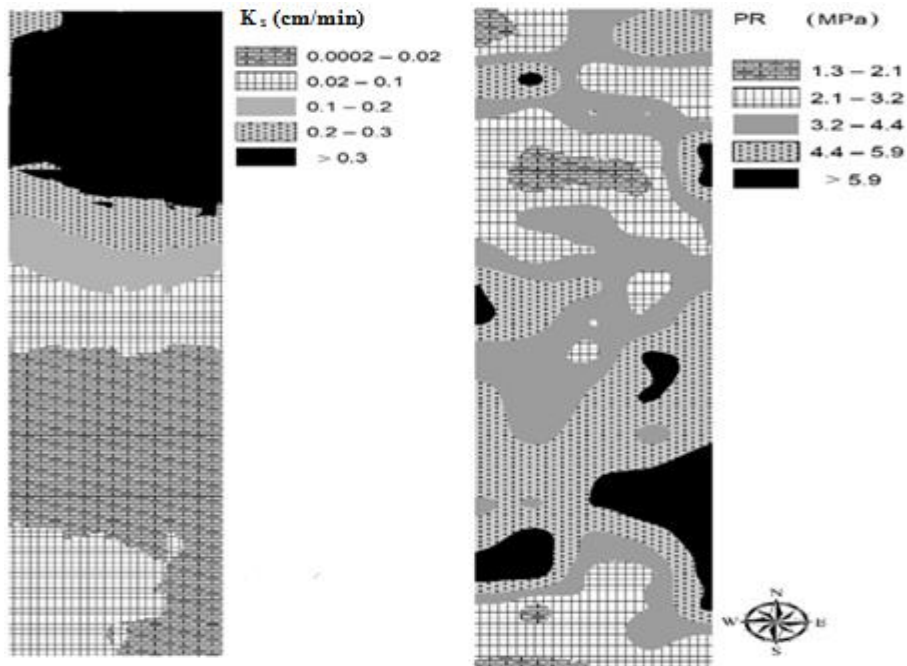 K s (cm/min)
0.0002 – 0.02
0.02 – 0.1
0.1 – 0.2
0.2 – 0.3
> 0.3
PR (MPa)
1.3 – 2.1
2.1 – 3.2
3.2 – 4.4
4.4 – 5.9
> 5.9
N
W E
S